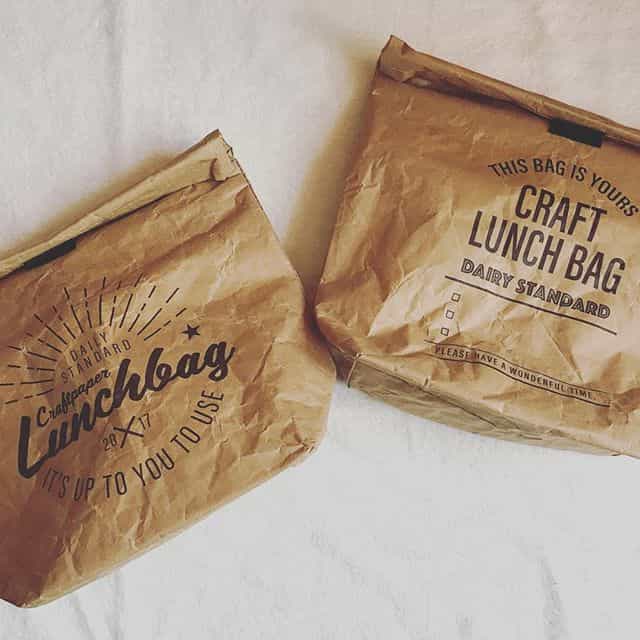 DAILY
STANDARD
Craftpaper
Lunchbag
20 17
IT'S UP TO YOU TO USE
THIS BAG IS YOURS
CRAFT
LUNCH BAG
DAIRY STANDARD
PLEASE HAVE A WONDERFUL TIME.